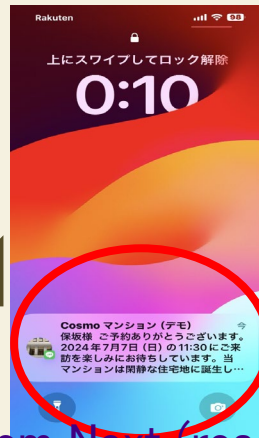 Rakuten 98
上にスワイプしてロック解除
0:10
Cosmo マンション (デモ) 今
保坂様 ご予約ありがとうございます。
2024年7月7日 (日) の11:30にご来
訪を楽しみにお待ちしています。当
マンションは閑静な住宅地に誕生し…